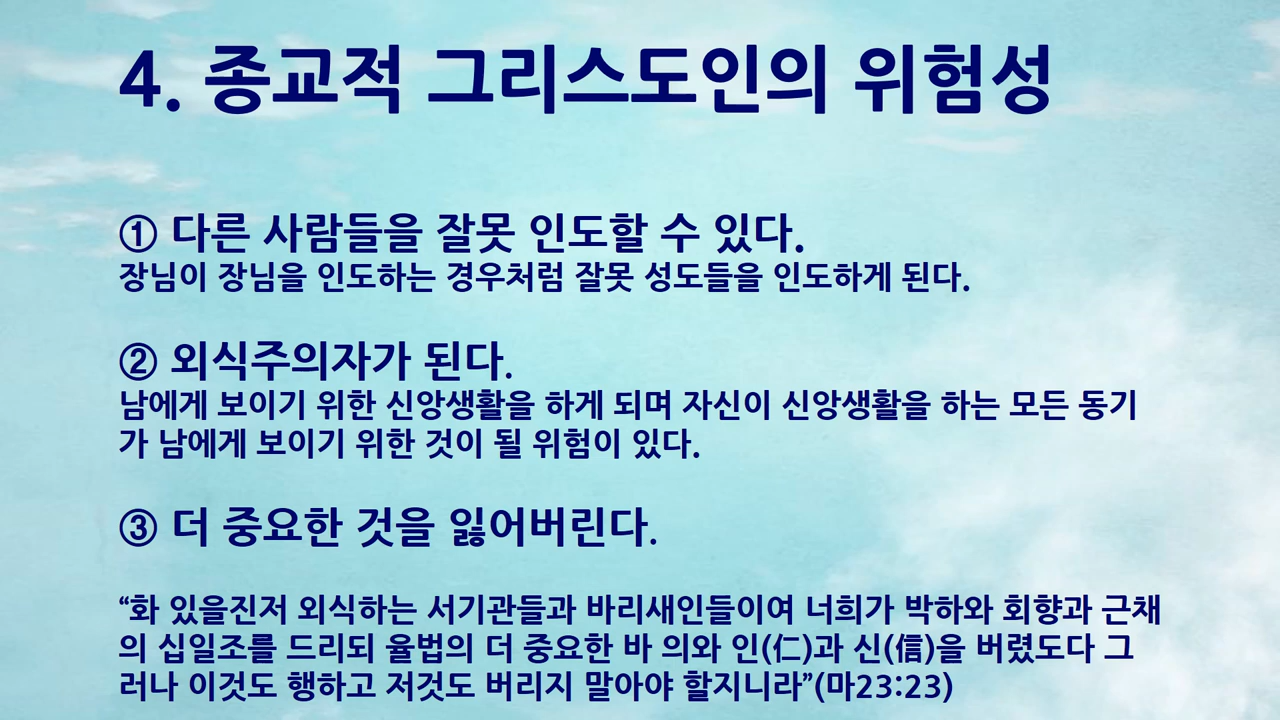 4. 종교적 그리스도인의 위험성
① 다른 사람들을 잘못 인도할 수 있다.
장님이 장님을 인도하는 경우처럼 잘못 성도들을 인도하게 된다.
② 외식주의자가 된다.
남에게 보이기 위한 신앙생활을 하게 되며 자신이 신앙생활을 하는 모든 동기
가 남에게 보이기 위한 것이 될 위험이 있다.
③ 더 중요한 것을 잃어버린다.
“화 있을진저 외식하는 서기관들과 바리새인들이여 너희가 박하와 회향과 근채
의 십일조를 드리되 율법의 더 중요한 바 의와 인(仁)과 신(信)을 버렸도다 그
러나 이것도 행하고 저것도 버리지 말아야 할지니라”(마23:23)